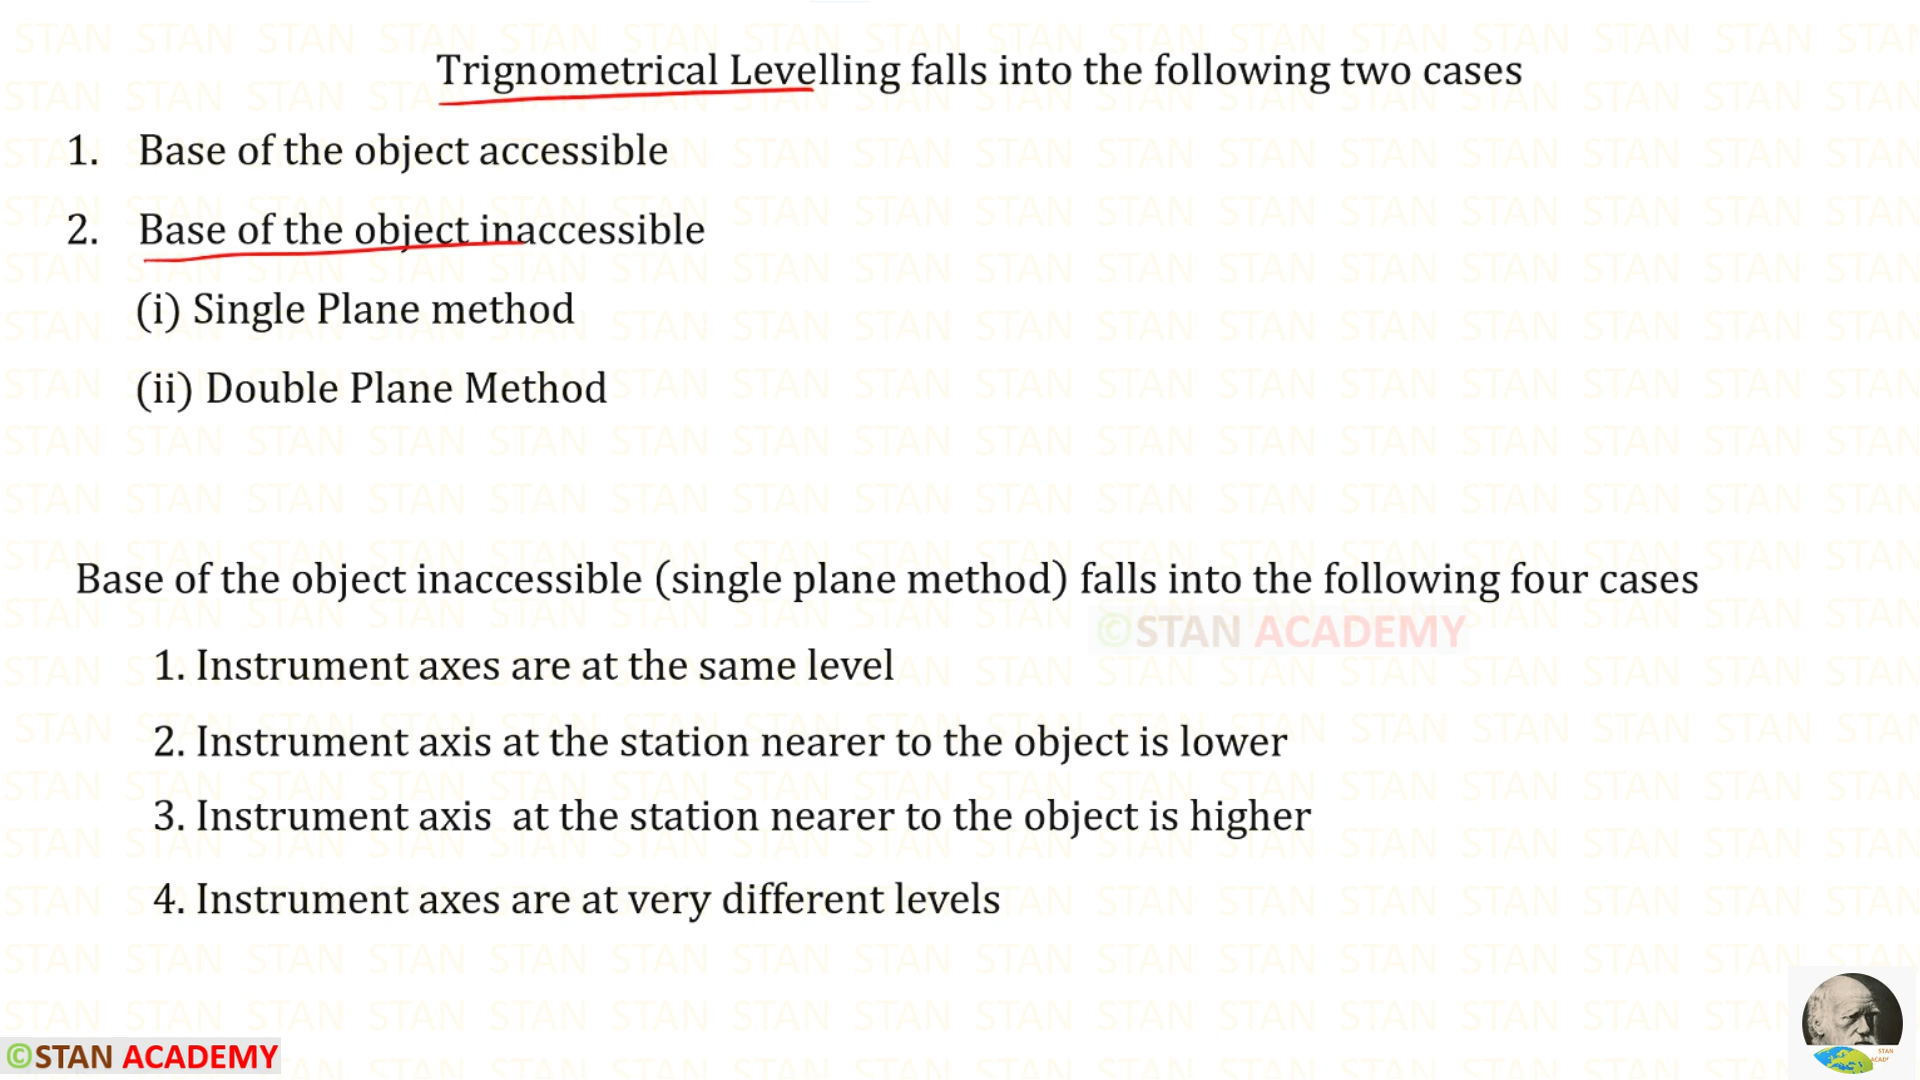 Trignometrical Levelling falls into the following two cases
1. Base of the object accessible
2. Base of the object inaccessible
(i) Single Plane method
(ii) Double Plane Method
Base of the object inaccessible (single plane method) falls into the following four cases
©STAN ACADEMY
1. Instrument axes are at the same level
2. Instrument axis at the station nearer to the object is lower
3. Instrument axis at the station nearer to the object is higher
4. Instrument axes are at very different levels
©STAN ACADEMY